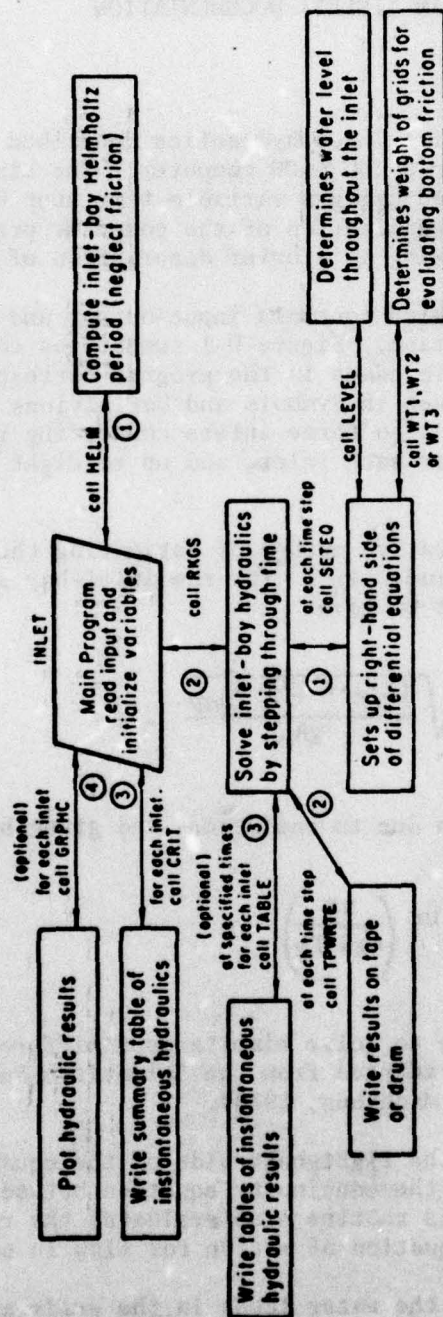 INLET
Main Program
read input and
initialize variables
call HELM
①
Compute inlet-bay Helmholtz
period (neglect friction)
(optional)
for each inlet
call GRPHC
④
Plot hydraulic results
③
for each inlet.
call CRIT
Write summary table of
instantaneous hydraulics
②
call RKGS
Solve inlet-bay hydraulics
by stepping through time
(optional)
at specified times
for each inlet
call TABLE
③
Write tables of instantaneous
hydraulic results
at each time step
call TPWRTE
②
Write results on tape
or drum
①
at each time step
call SETEQ
Sets up right-hand side
of differential equations
call LEVEL
Determines water level
throughout the inlet
call WT1, WT2
or WT3
Determines weight of grids for
evaluating bottom friction